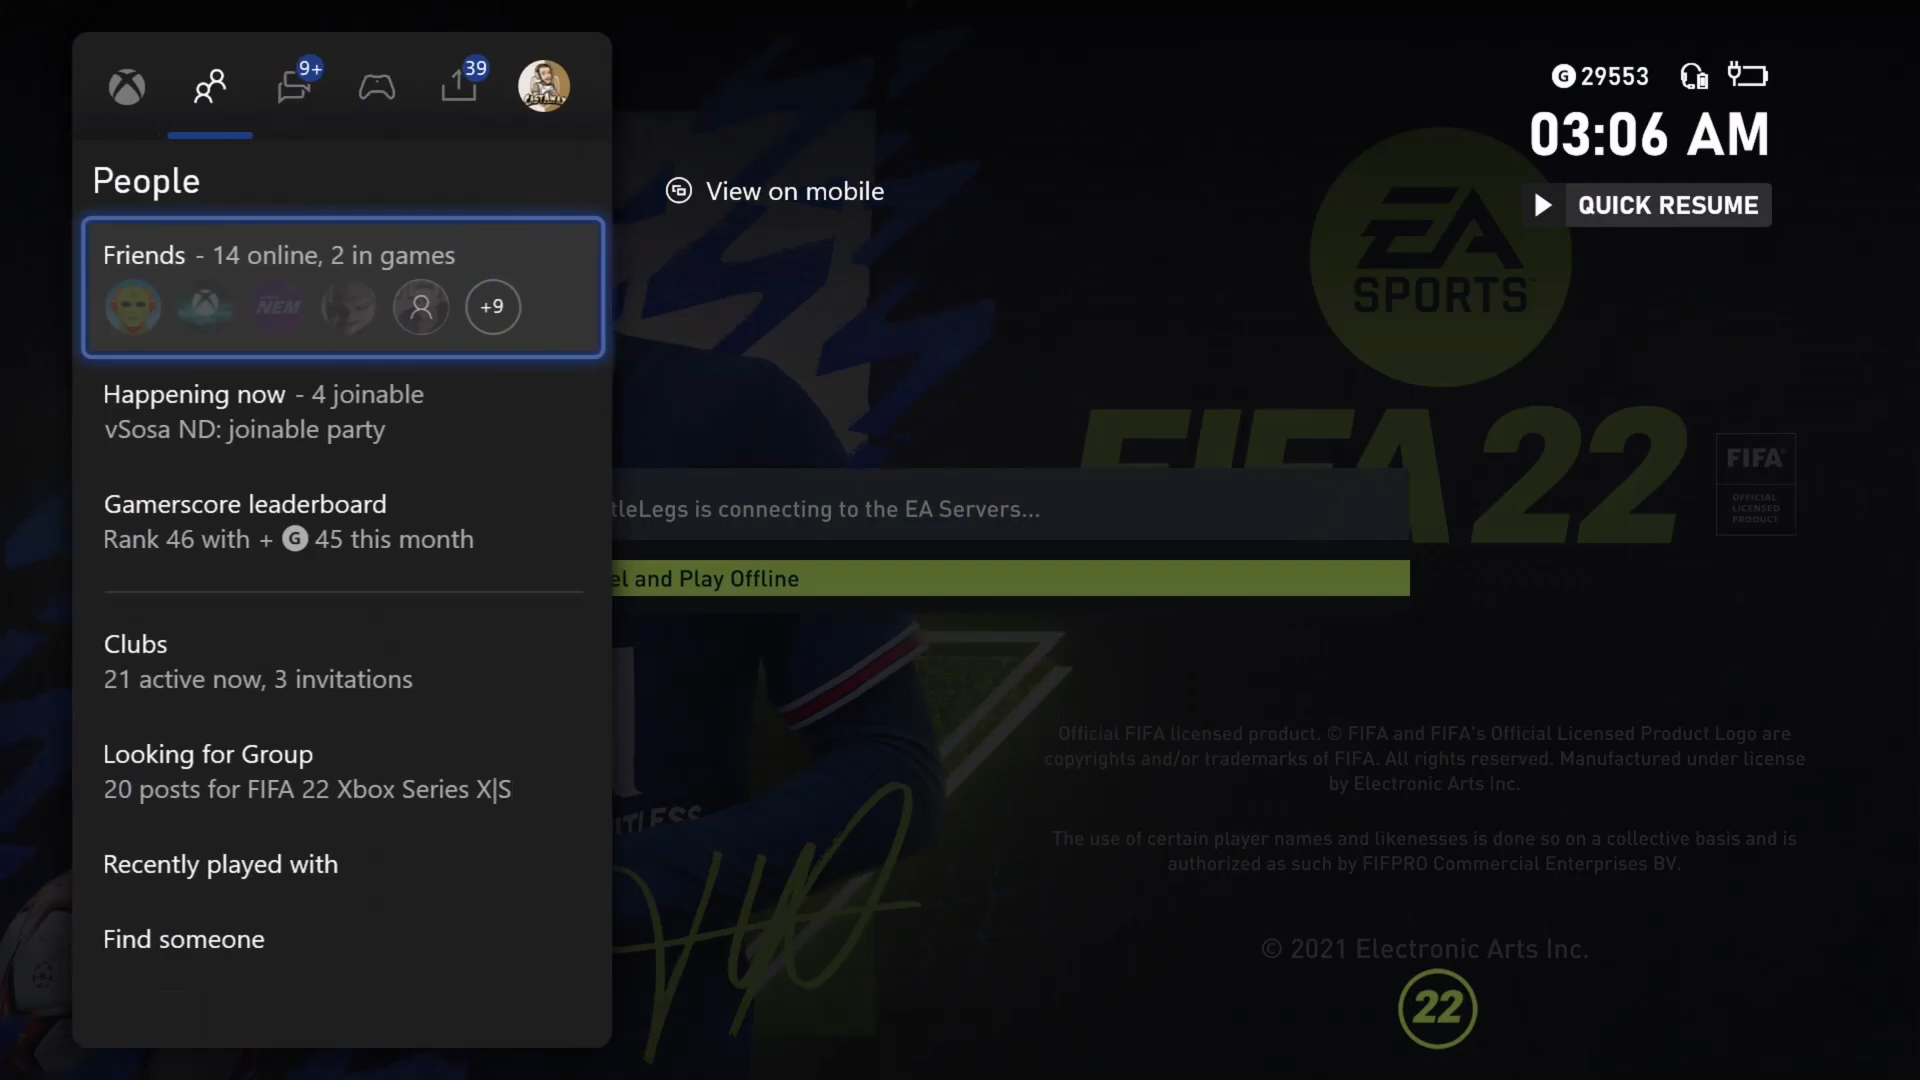 9+
39
People
Friends - 14 online, 2 in games
NEM
+9
Happening now - 4 joinable
vSosa ND: joinable party
Gamerscore leaderboard
Rank 46 with + G 45 this month
Clubs
21 active now, 3 invitations
Looking for Group
20 posts for FIFA 22 Xbox Series X|S
Recently played with
Find someone
View on mobile
G 29553
03:06 AM
QUICK RESUME
EA
SPORTS
FIFA 22
FIFA
OFFICIAL
LICENSED
PRODUCT
tleLegs is connecting to the EA Servers...
el and Play Offline
Official FIFA licensed product. © FIFA and FIFA's Official Licensed Product Logo are
copyrights and/or trademarks of FIFA. All rights reserved. Manufactured under license
by Electronic Arts Inc.
The use of certain player names and likenesses is done so on a collective basis and is
authorized as such by FIFPRO Commercial Enterprises BV.
© 2021 Electronic Arts Inc.
22